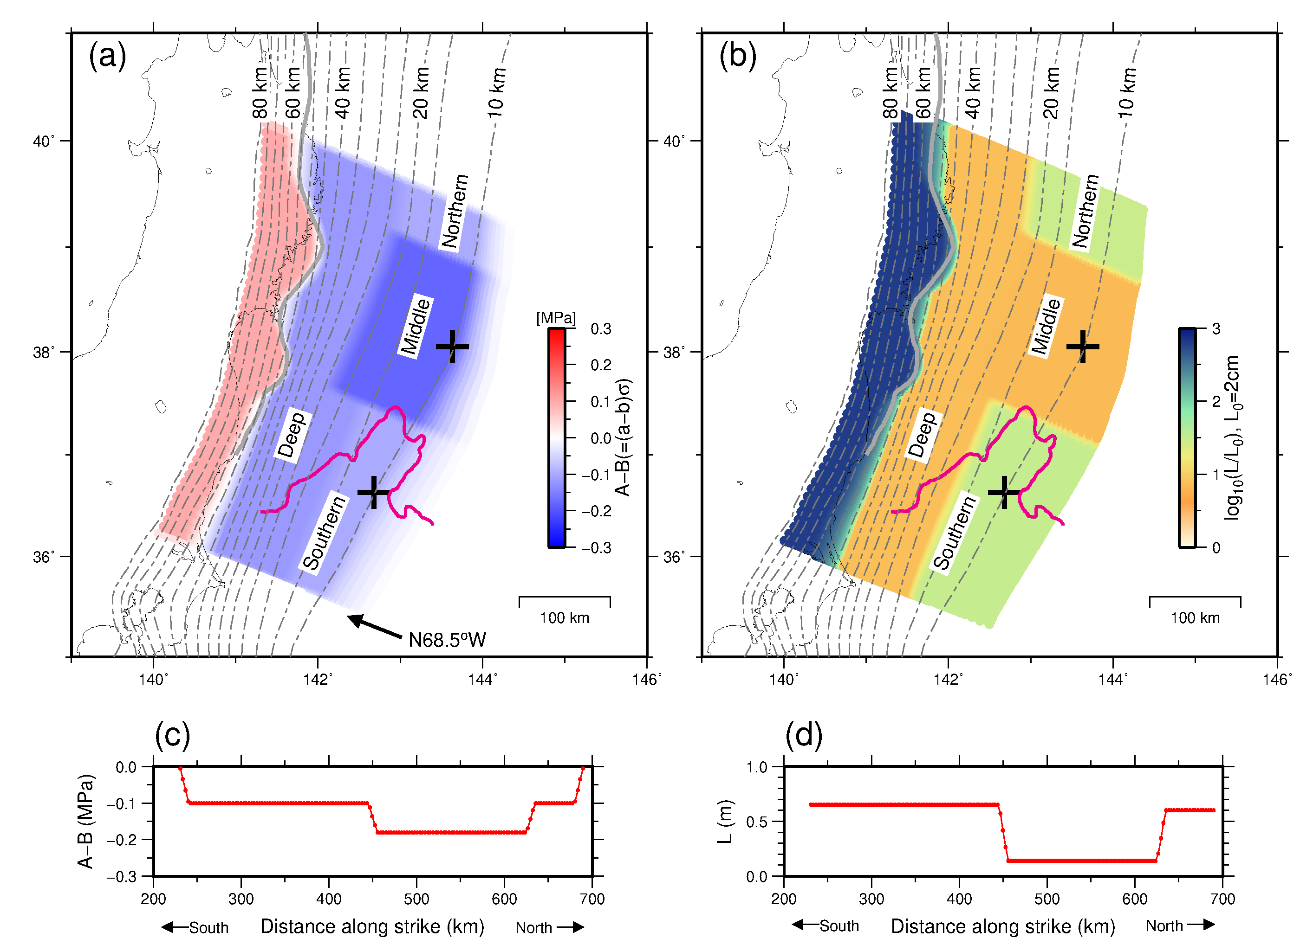 (a)
80 km
60 km
40 km
20 km
10 km
Northern
Middle
Deep
Southern
[MPa]
0.3
0.2
0.1
0.0
−0.1
−0.2
−0.3
A−B(=(a−b)σ)
100 km
N68.5°W
40˚
38˚
36˚
140˚
142˚
144˚
146˚
(b)
80 km
60 km
40 km
20 km
10 km
Northern
Middle
Deep
Southern
3
2
1
0
log₁₀(L/L₀), L₀=2cm
100 km
40˚
38˚
36˚
140˚
142˚
144˚
146˚
(c)
A−B (MPa)
0.0
−0.1
−0.2
−0.3
200 300 400 500 600 700
South Distance along strike (km) North
(d)
L (m)
1.0
0.5
0.0
200 300 400 500 600 700
South Distance along strike (km) North